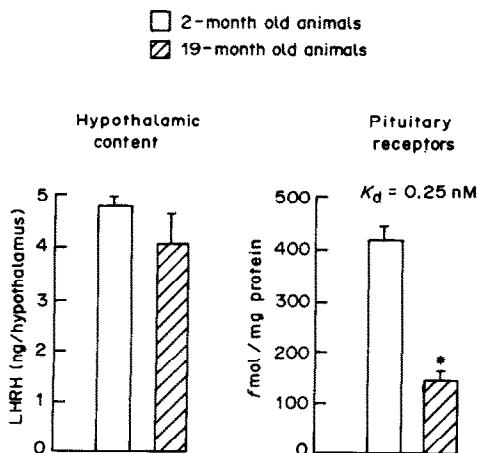 2-month old animals
19-month old animals
Hypothalamic
content
Pituitary
receptors
LHRH (ng/hypothalamus)
5
4
3
2
1
0
fmol/mg protein
500
400
300
200
100
0
Kd = 0.25 nM
*